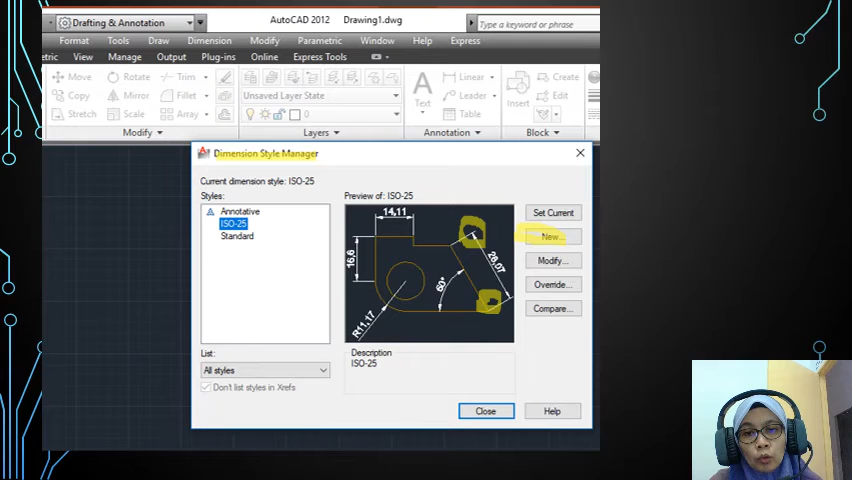 Drafting & Annotation
AutoCAD 2012 Drawing1.dwg
Type a keyword or phrase
Format Tools Draw Dimension Modify Parametric Window Help Express
etric View Manage Output Plug-ins Online Express Tools
Move Rotate Trim
Copy Mirror Fillet
Stretch Scale Array
Modify
Unsaved Layer State
0
Layers
Text
Linear
Leader
Table
Annotation
Insert
Create
Edit
Block
Dimension Style Manager
Current dimension style: ISO-25
Styles:
Annotative
ISO-25
Standard
Preview of: ISO-25
14,11
16,6
28,07
60°
R11,17
Set Current
New...
Modify...
Override...
Compare...
List:
All styles
Don't list styles in Xrefs
Description
ISO-25
Close
Help